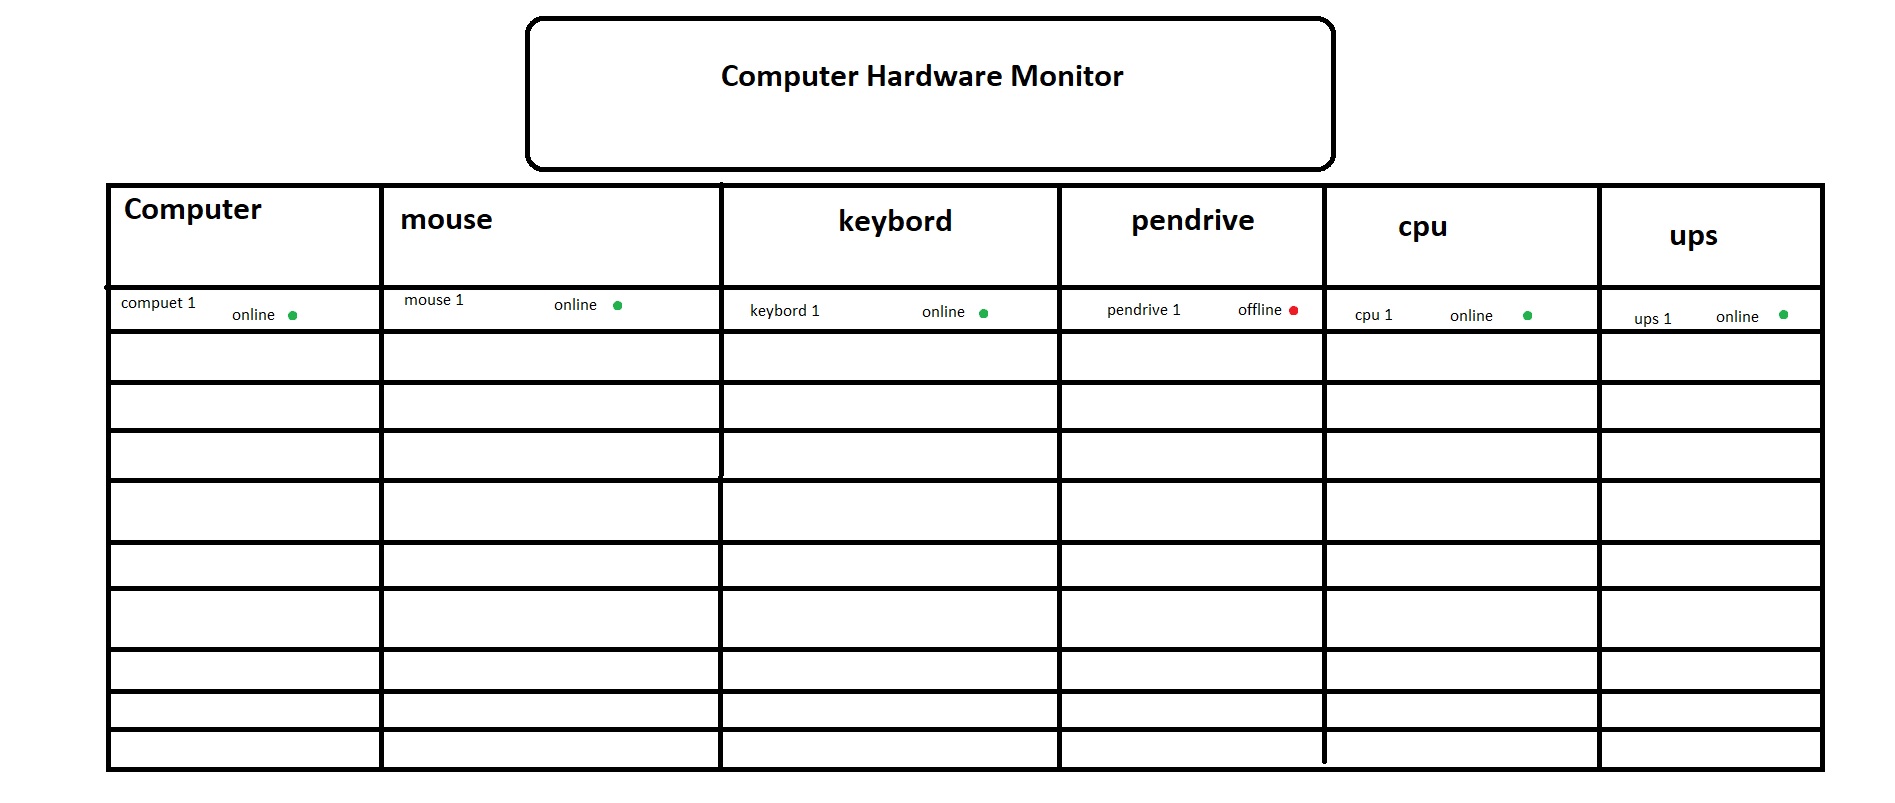 Computer Hardware Monitor
Computer mouse keybord pendrive cpu ups
compuet 1 online mouse 1 online keybord 1 online pendrive 1 offline cpu 1 online ups 1 online